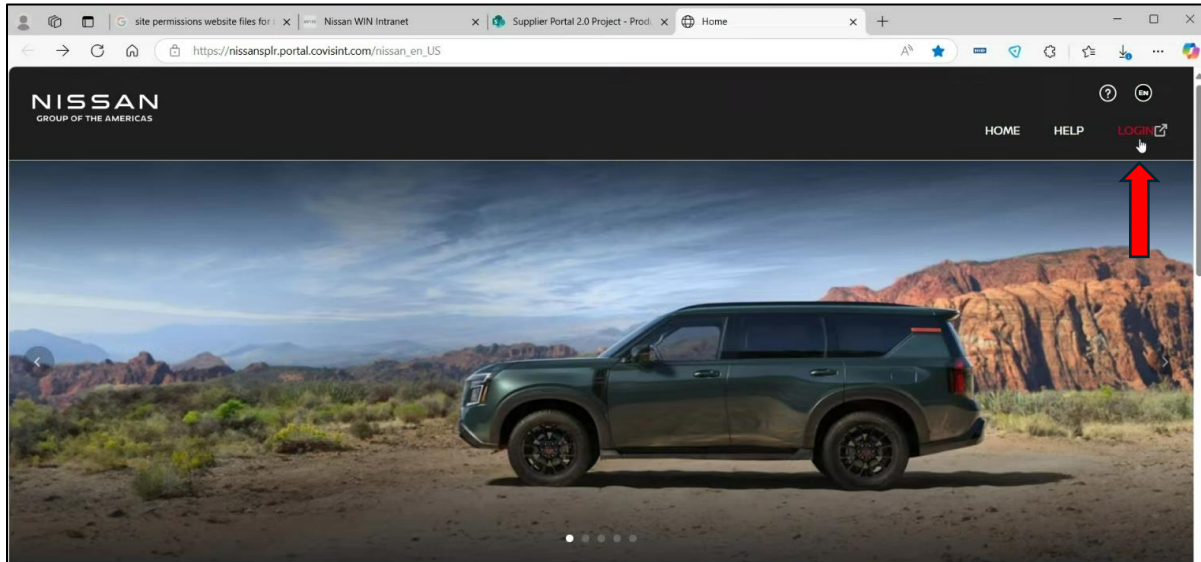 site permissions website files for
Nissan WIN Intranet
Supplier Portal 2.0 Project - Produ
Home
https://nissansplr.portal.covisint.com/nissan_en_US
NISSAN
GROUP OF THE AMERICAS
?
EN
HOME
HELP
LOGIN